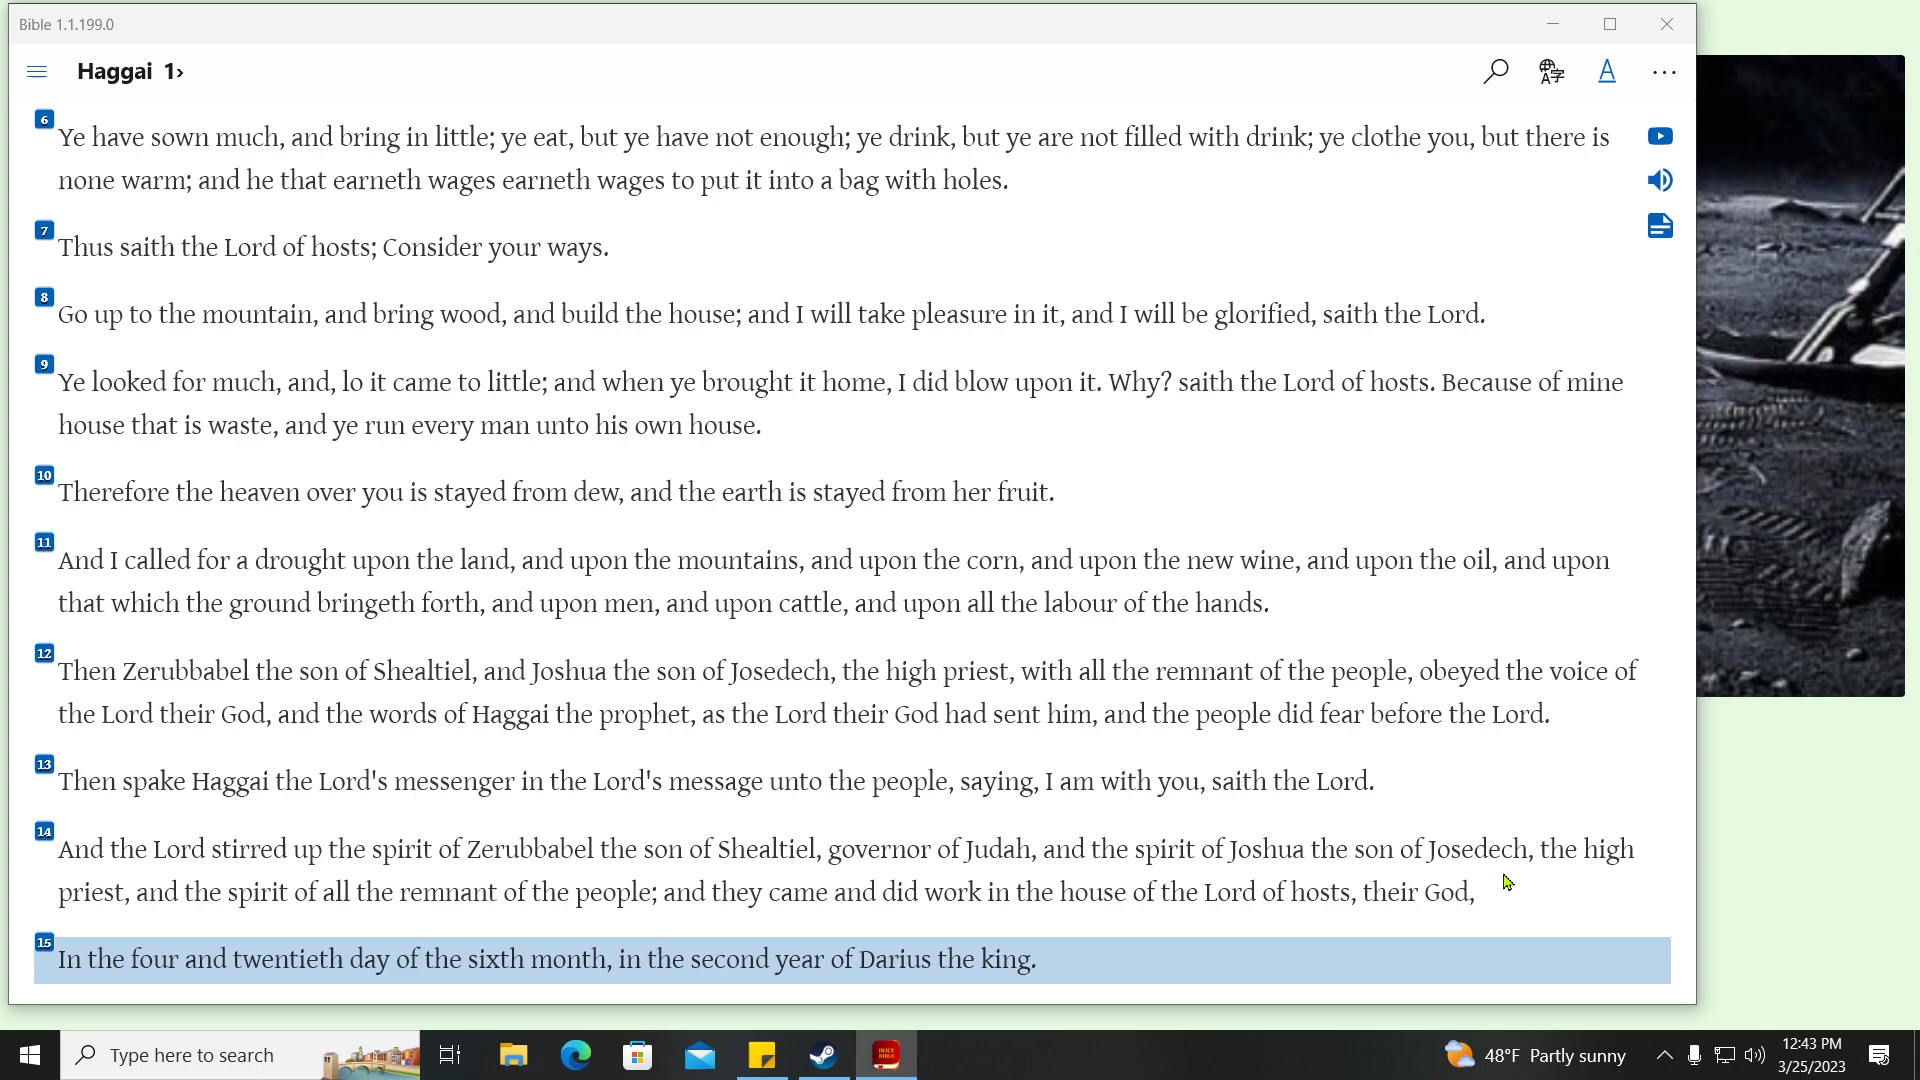 Bible 1.1.199.0
Haggai 1›
6
Ye have sown much, and bring in little; ye eat, but ye have not enough; ye drink, but ye are not filled with drink; ye clothe you, but there is
none warm; and he that earneth wages earneth wages to put it into a bag with holes.
7
Thus saith the Lord of hosts; Consider your ways.
8
Go up to the mountain, and bring wood, and build the house; and I will take pleasure in it, and I will be glorified, saith the Lord.
9
Ye looked for much, and, lo it came to little; and when ye brought it home, I did blow upon it. Why? saith the Lord of hosts. Because of mine
house that is waste, and ye run every man unto his own house.
10
Therefore the heaven over you is stayed from dew, and the earth is stayed from her fruit.
11
And I called for a drought upon the land, and upon the mountains, and upon the corn, and upon the new wine, and upon the oil, and upon
that which the ground bringeth forth, and upon men, and upon cattle, and upon all the labour of the hands.
12
Then Zerubbabel the son of Shealtiel, and Joshua the son of Josedech, the high priest, with all the remnant of the people, obeyed the voice of
the Lord their God, and the words of Haggai the prophet, as the Lord their God had sent him, and the people did fear before the Lord.
13
Then spake Haggai the Lord's messenger in the Lord's message unto the people, saying, I am with you, saith the Lord.
14
And the Lord stirred up the spirit of Zerubbabel the son of Shealtiel, governor of Judah, and the spirit of Joshua the son of Josedech, the high
priest, and the spirit of all the remnant of the people; and they came and did work in the house of the Lord of hosts, their God,
15
In the four and twentieth day of the sixth month, in the second year of Darius the king.
Type here to search
HOLY
BIBLE
48°F Partly sunny
12:43 PM
3/25/2023